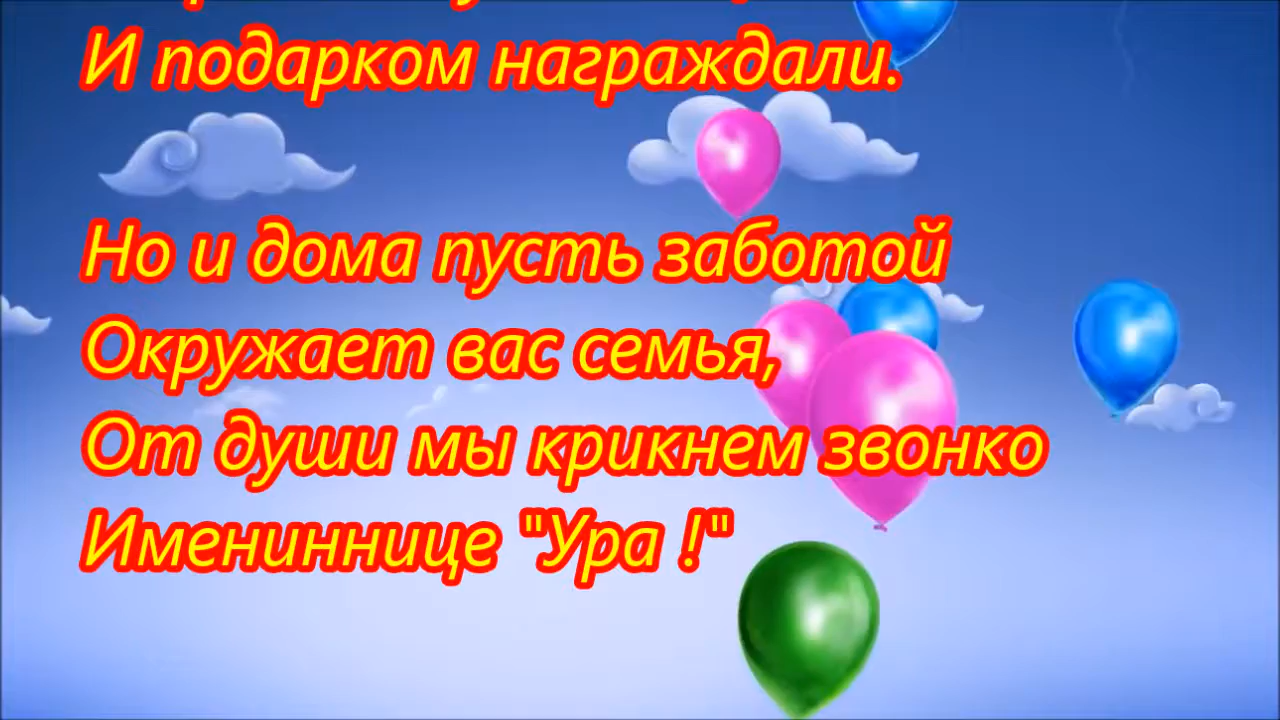 И подарком награждали.
Но и дома пусть заботой
Окружает вас семья,
От души мы крикнем звонко
Имениннице "Ура !"